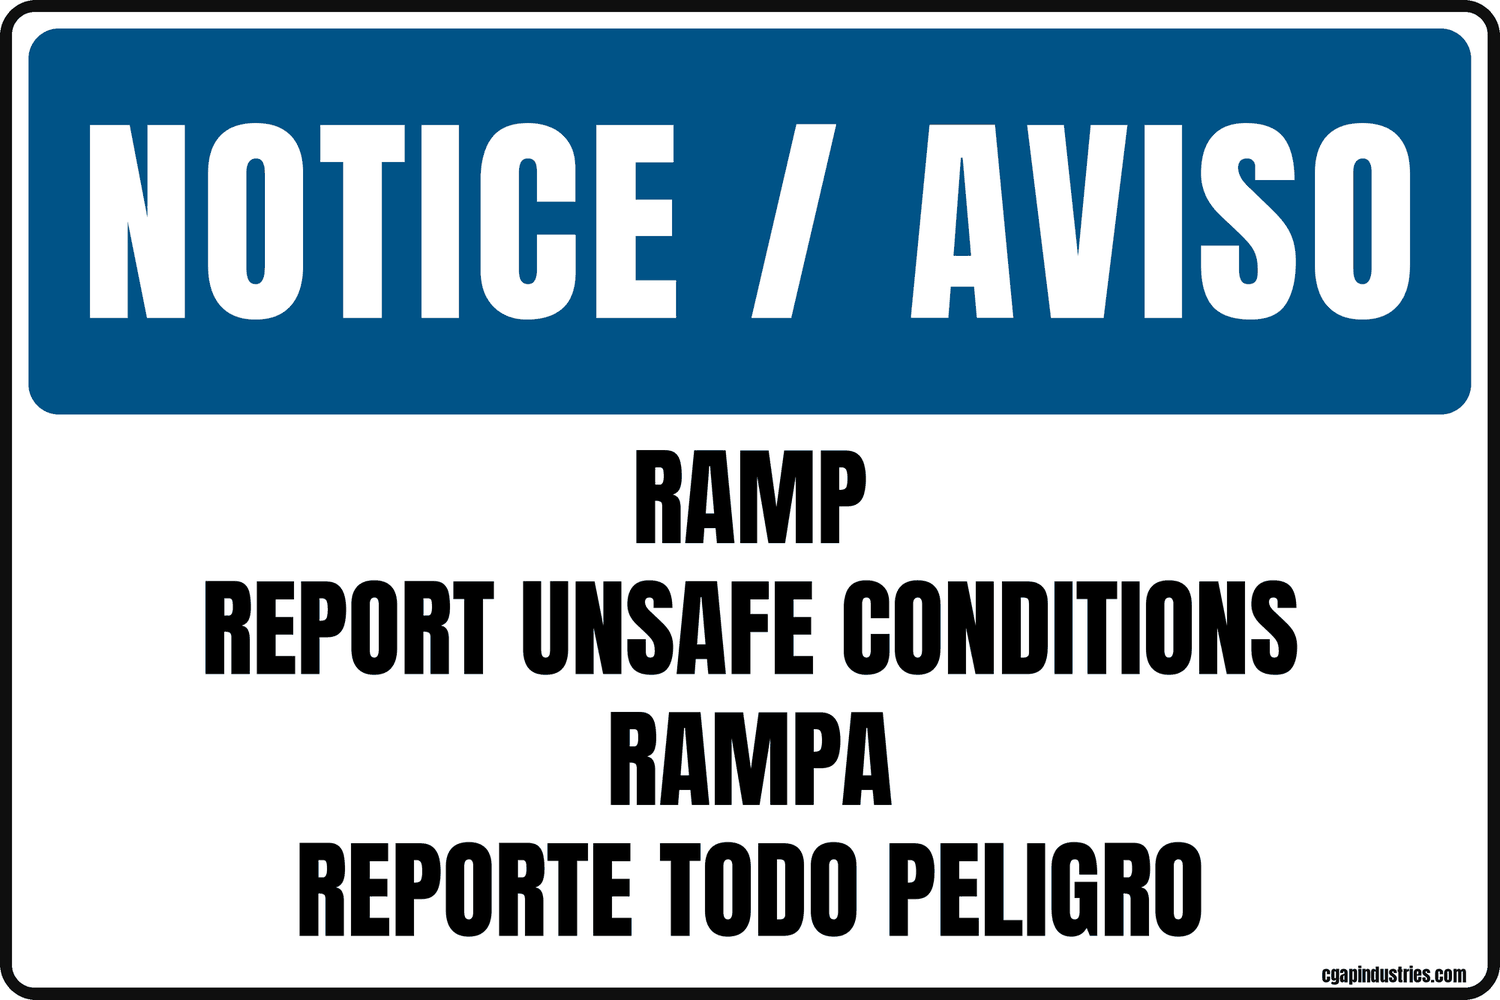 NOTICE / AVISO
RAMP
REPORT UNSAFE CONDITIONS
RAMPA
REPORTE TODO PELIGRO
cgapindustries.com